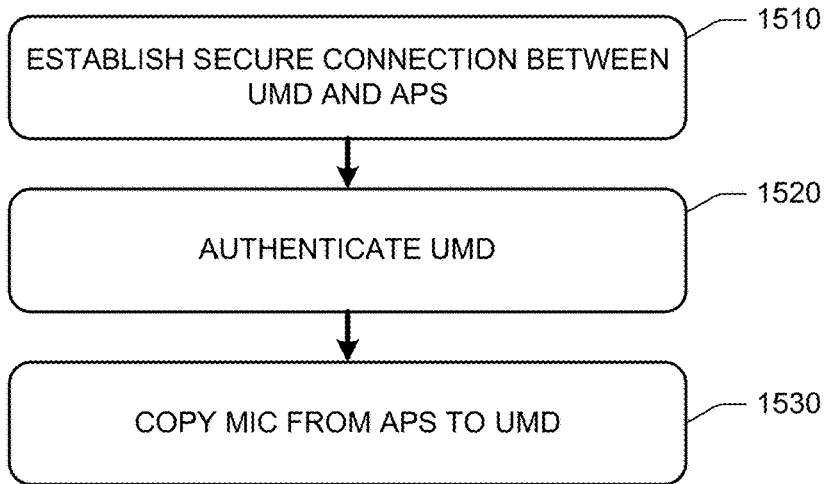 1510
ESTABLISH SECURE CONNECTION BETWEEN
UMD AND APS
1520
AUTHENTICATE UMD
1530
COPY MIC FROM APS TO UMD